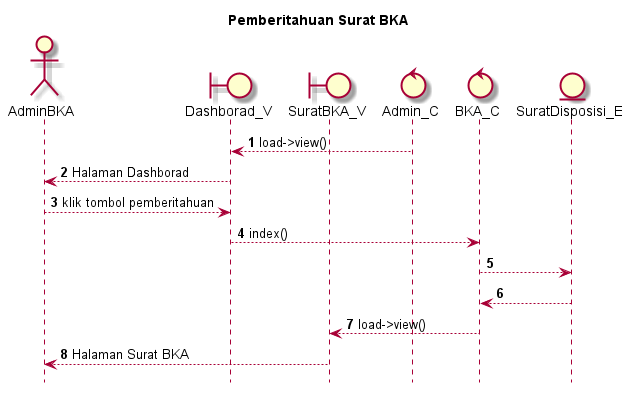 Pemberitahuan Surat BKA
AdminBKA
Dashborad_V
SuratBKA_V
Admin_C
BKA_C
SuratDisposisi_E
1 load->view()
2 Halaman Dashborad
3 klik tombol pemberitahuan
4 index()
5
6
7 load->view()
8 Halaman Surat BKA